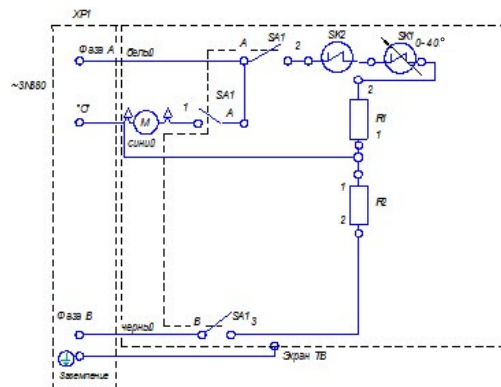 XP1
~3N380
Фаза А
белый
A
SA1
2
SK2
SK1
0-40°
SA1
"0"
M
1
A
синий
2
R1
1
1
R2
2
Фаза В
черный
B
SA1
3
Экран ТВ
Заземление